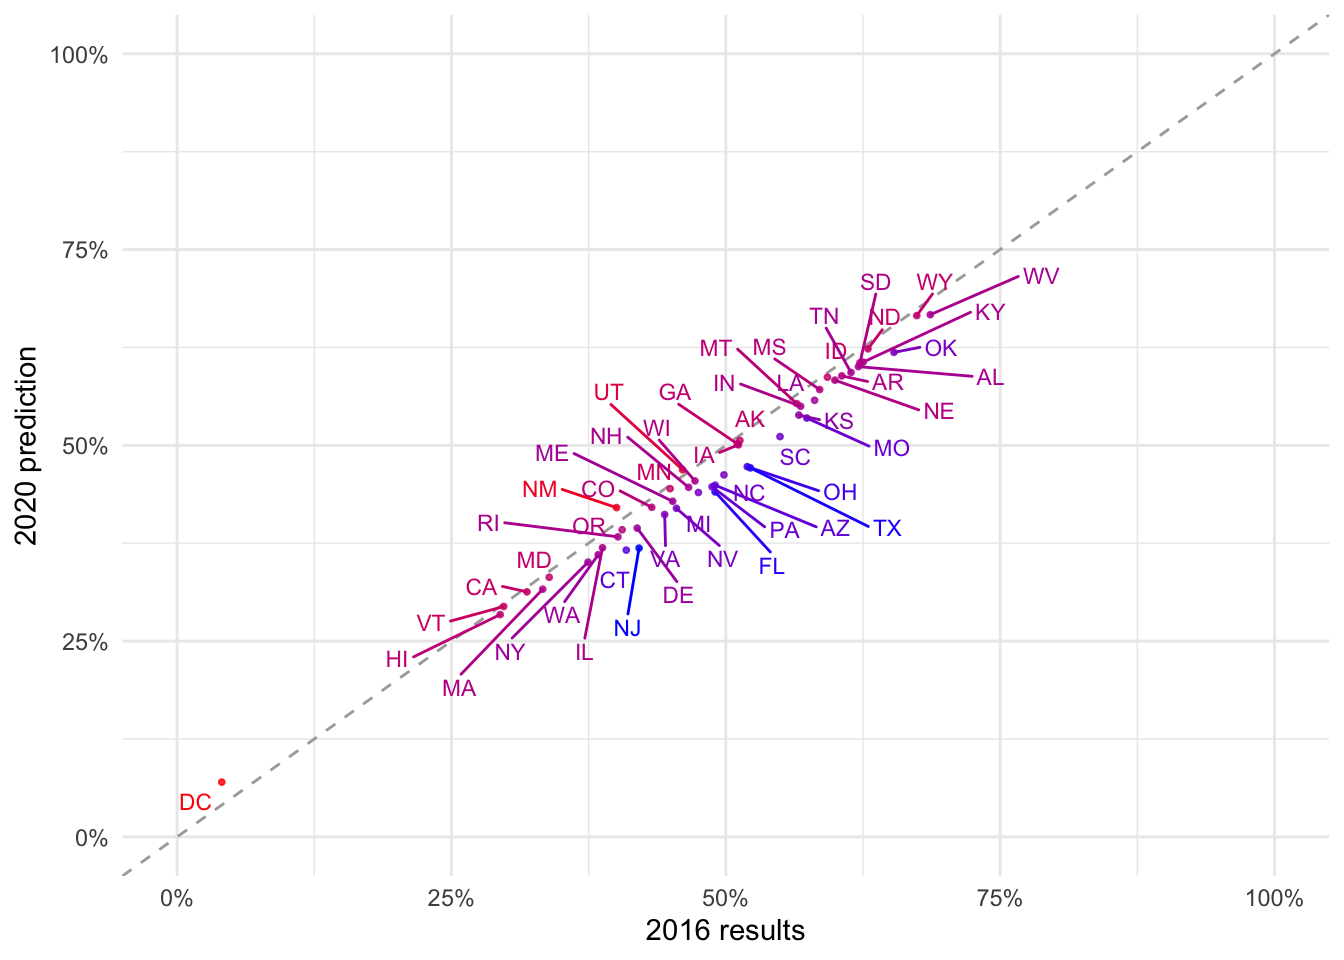 100%
75%
50%
25%
0%
2020 prediction
SD
WY
WV
KY
TN
ND
MT
MS
ID
OK
IN
LA
AR
AL
UT
GA
NE
AK
KS
NH
WI
MO
ME
IA
SC
MN
NM
CO
NC
OH
RI
OR
MI
PA
AZ
TX
MD
VA
NV
FL
CA
CT
DE
WA
VT
NJ
HI
NY
IL
MA
DC
0%
25%
50%
75%
100%
2016 results